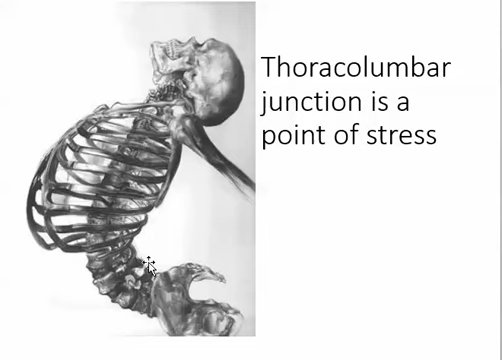 Thoracolumbar
junction is a
point of stress